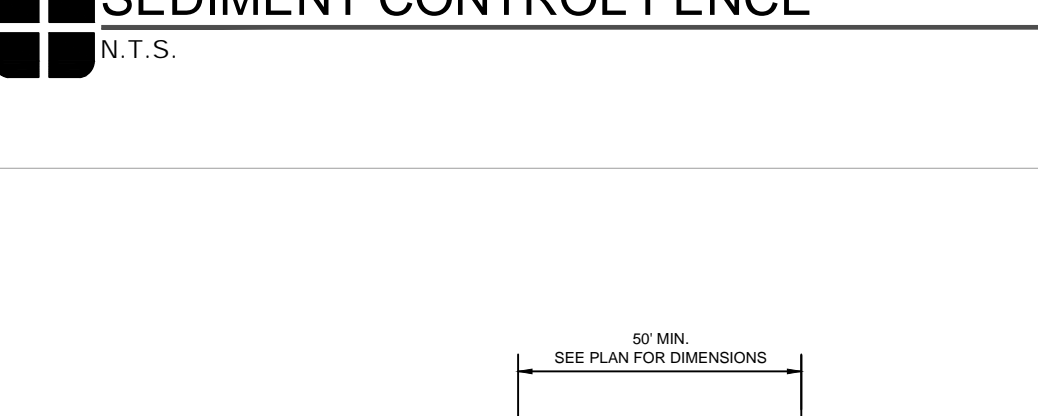 SEDIMENT CONTROL FENCE
N.T.S.
50' MIN.
SEE PLAN FOR DIMENSIONS